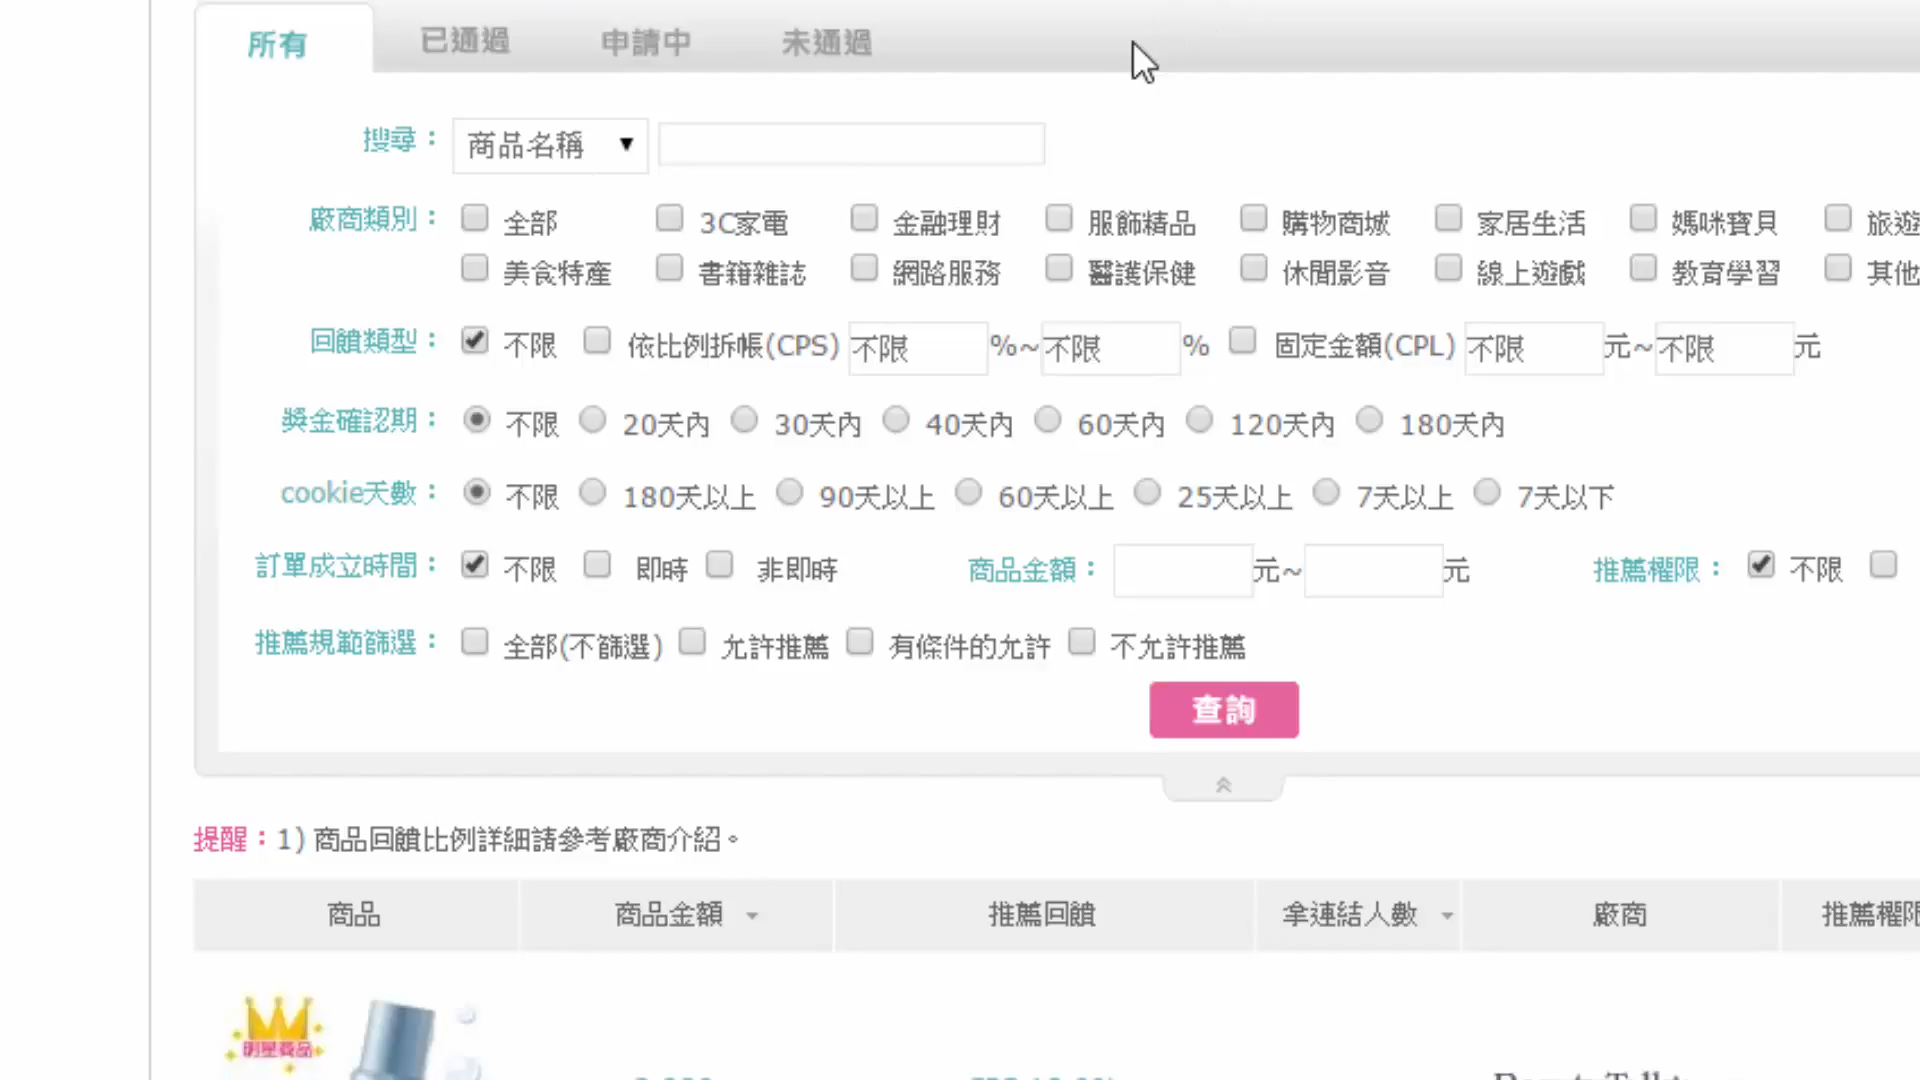 所有 已通過 申請中 未通過
搜尋： 商品名稱
廠商類別： 全部 3C家電 金融理財 服飾精品 購物商城 家居生活 媽咪寶貝 旅遊
美食特產 書籍雜誌 網路服務 醫護保健 休閒影音 線上遊戲 教育學習 其他
回饋類型： 不限 依比例拆帳(CPS) 不限 %~ 不限 % 固定金額(CPL) 不限 元~ 不限 元
獎金確認期： 不限 20天內 30天內 40天內 60天內 120天內 180天內
cookie天數： 不限 180天以上 90天以上 60天以上 25天以上 7天以上 7天以下
訂單成立時間： 不限 即時 非即時 商品金額： 元~ 元 推薦權限： 不限
推薦規範篩選： 全部(不篩選) 允許推薦 有條件的允許 不允許推薦
查詢
提醒：1) 商品回饋比例詳細請參考廠商介紹。
商品 商品金額 推薦回饋 拿連結人數 廠商 推薦權限
明星商品